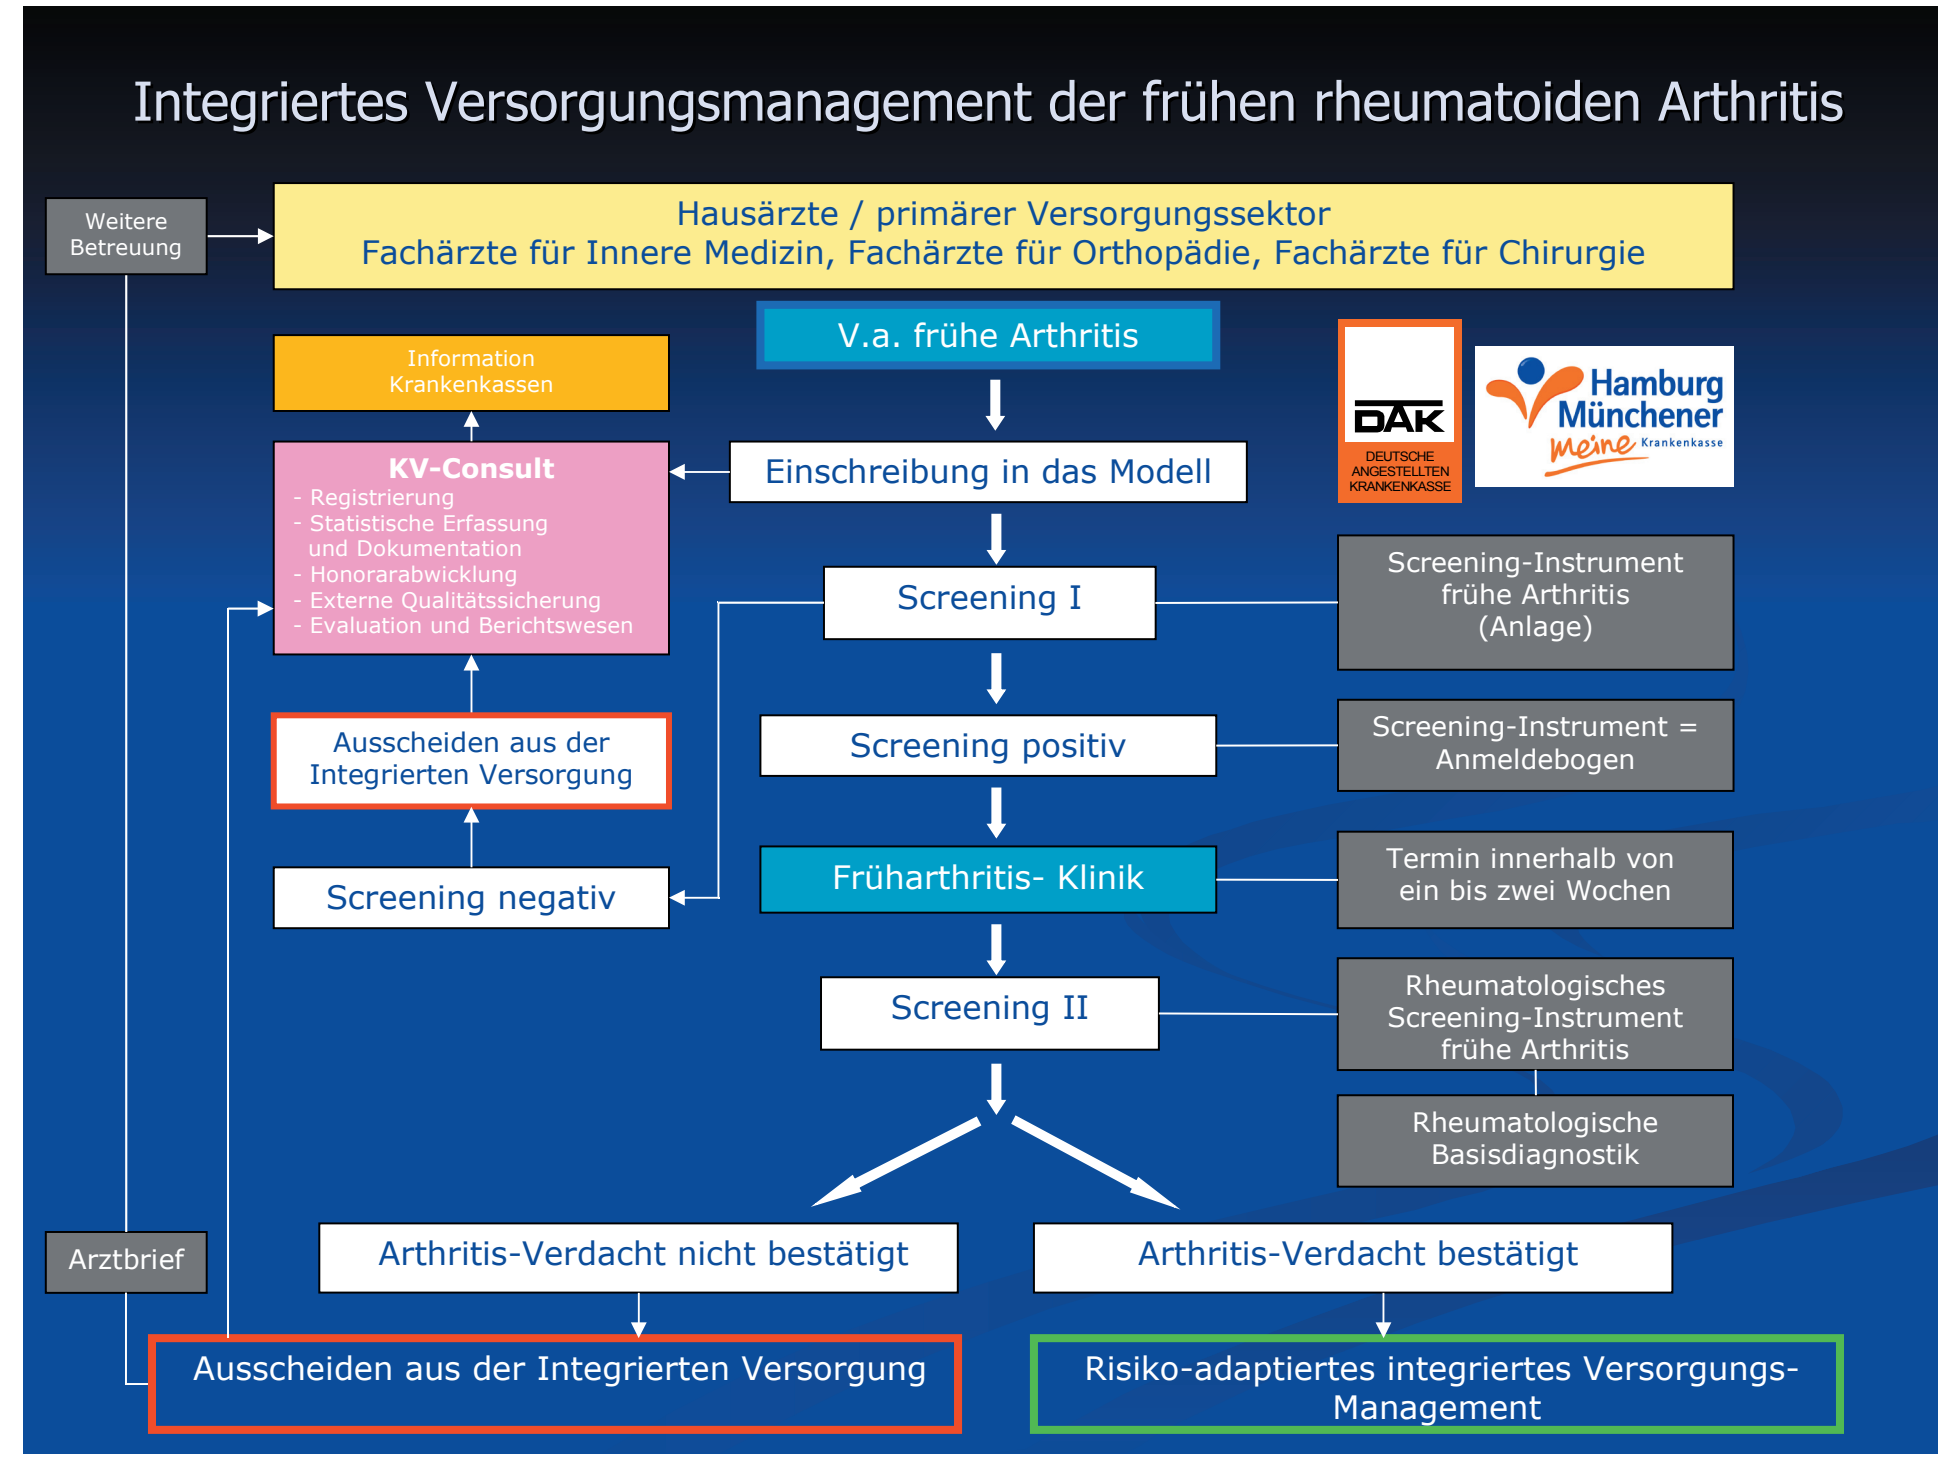 Integriertes Versorgungsmanagement der frühen rheumatoiden Arthritis
Weitere
Betreuung
Hausärzte / primärer Versorgungssektor
Fachärzte für Innere Medizin, Fachärzte für Orthopädie, Fachärzte für Chirurgie
V.a. frühe Arthritis
Information
Krankenkassen
DAK
DEUTSCHE
ANGESTELLTEN
KRANKENKASSE
Hamburg
Münchener
meine Krankenkasse
KV-Consult
- Registrierung
- Statistische Erfassung
und Dokumentation
- Honorarabwicklung
- Externe Qualitätssicherung
- Evaluation und Berichtswesen
Einschreibung in das Modell
Screening I
Screening-Instrument
frühe Arthritis
(Anlage)
Ausscheiden aus der
Integrierten Versorgung
Screening positiv
Screening-Instrument =
Anmeldebogen
Screening negativ
Früharthritis- Klinik
Termin innerhalb von
ein bis zwei Wochen
Screening II
Rheumatologisches
Screening-Instrument
frühe Arthritis
Rheumatologische
Basisdiagnostik
Arztbrief
Arthritis-Verdacht nicht bestätigt
Arthritis-Verdacht bestätigt
Ausscheiden aus der Integrierten Versorgung
Risiko-adaptiertes integriertes Versorgungs-
Management